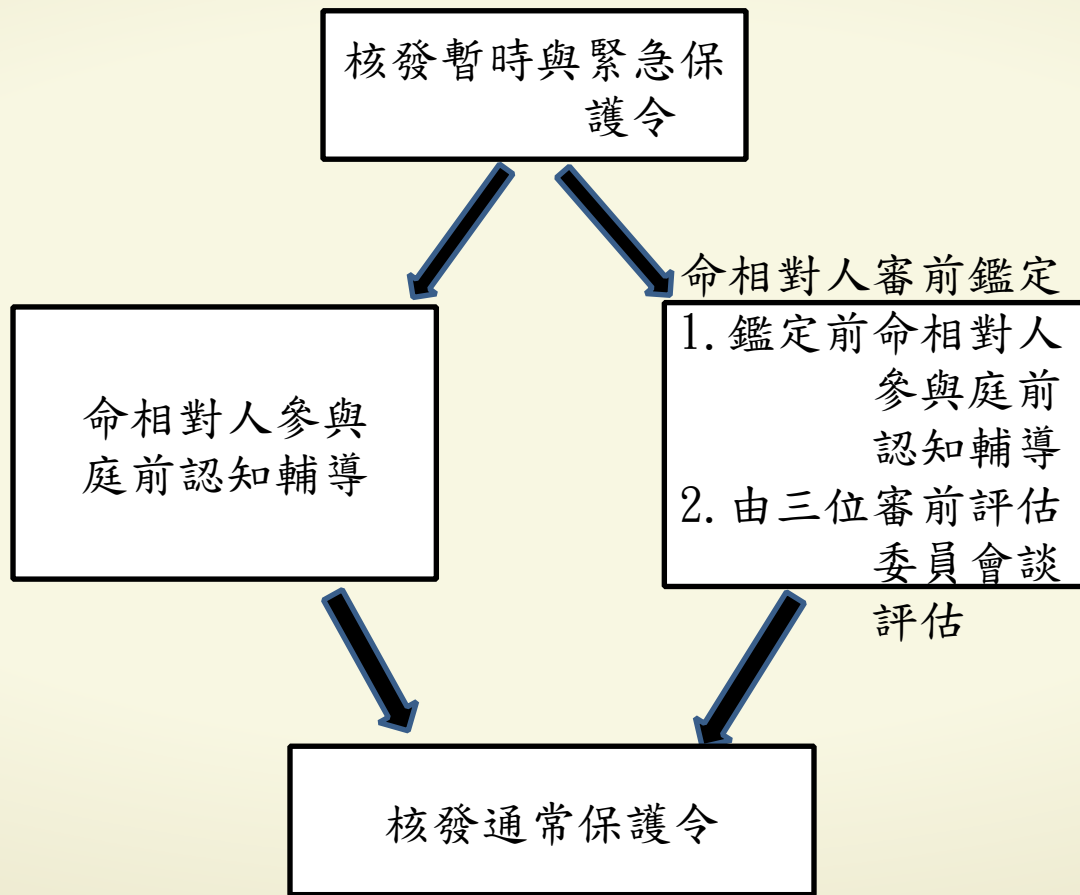 核發暫時與緊急保
護令
命相對人參與
庭前認知輔導
命相對人審前鑑定
1.鑑定前命相對人
參與庭前
認知輔導
2.由三位審前評估
委員會談
評估
核發通常保護令